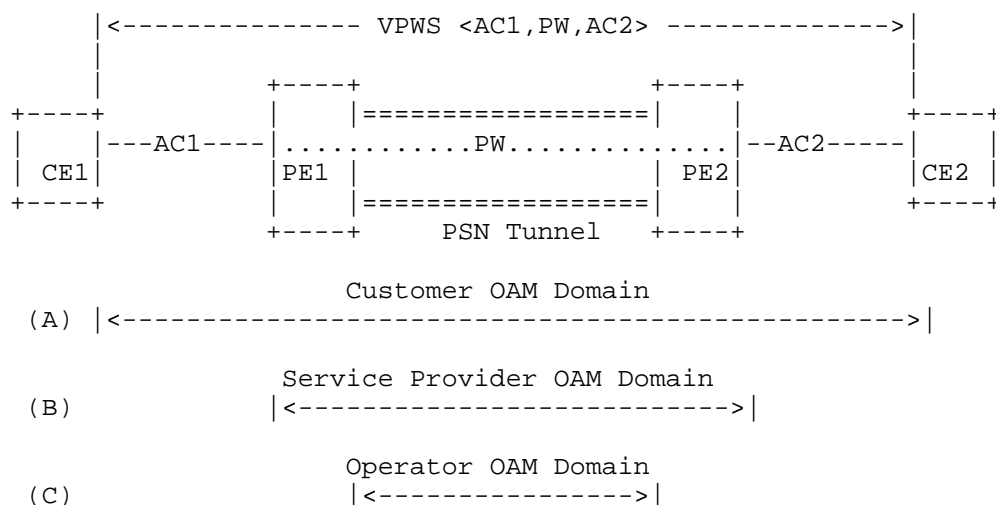 |<--------------- VPWS <AC1,PW,AC2> -------------->|
|                                                  |
|          +----+                  +----+          |
+----+          |    |==================|    |          +----+
|    |---AC1----|............PW..............|--AC2-----|    |
| CE1|          |PE1 |                  | PE2|          |CE2 |
+----+          |    |==================|    |          +----+
+----+     PSN Tunnel   +----+
Customer OAM Domain
(A) |<------------------------------------------------->|
Service Provider OAM Domain
(B)            |<--------------------------->|
Operator OAM Domain
(C)                 |<---------------->|